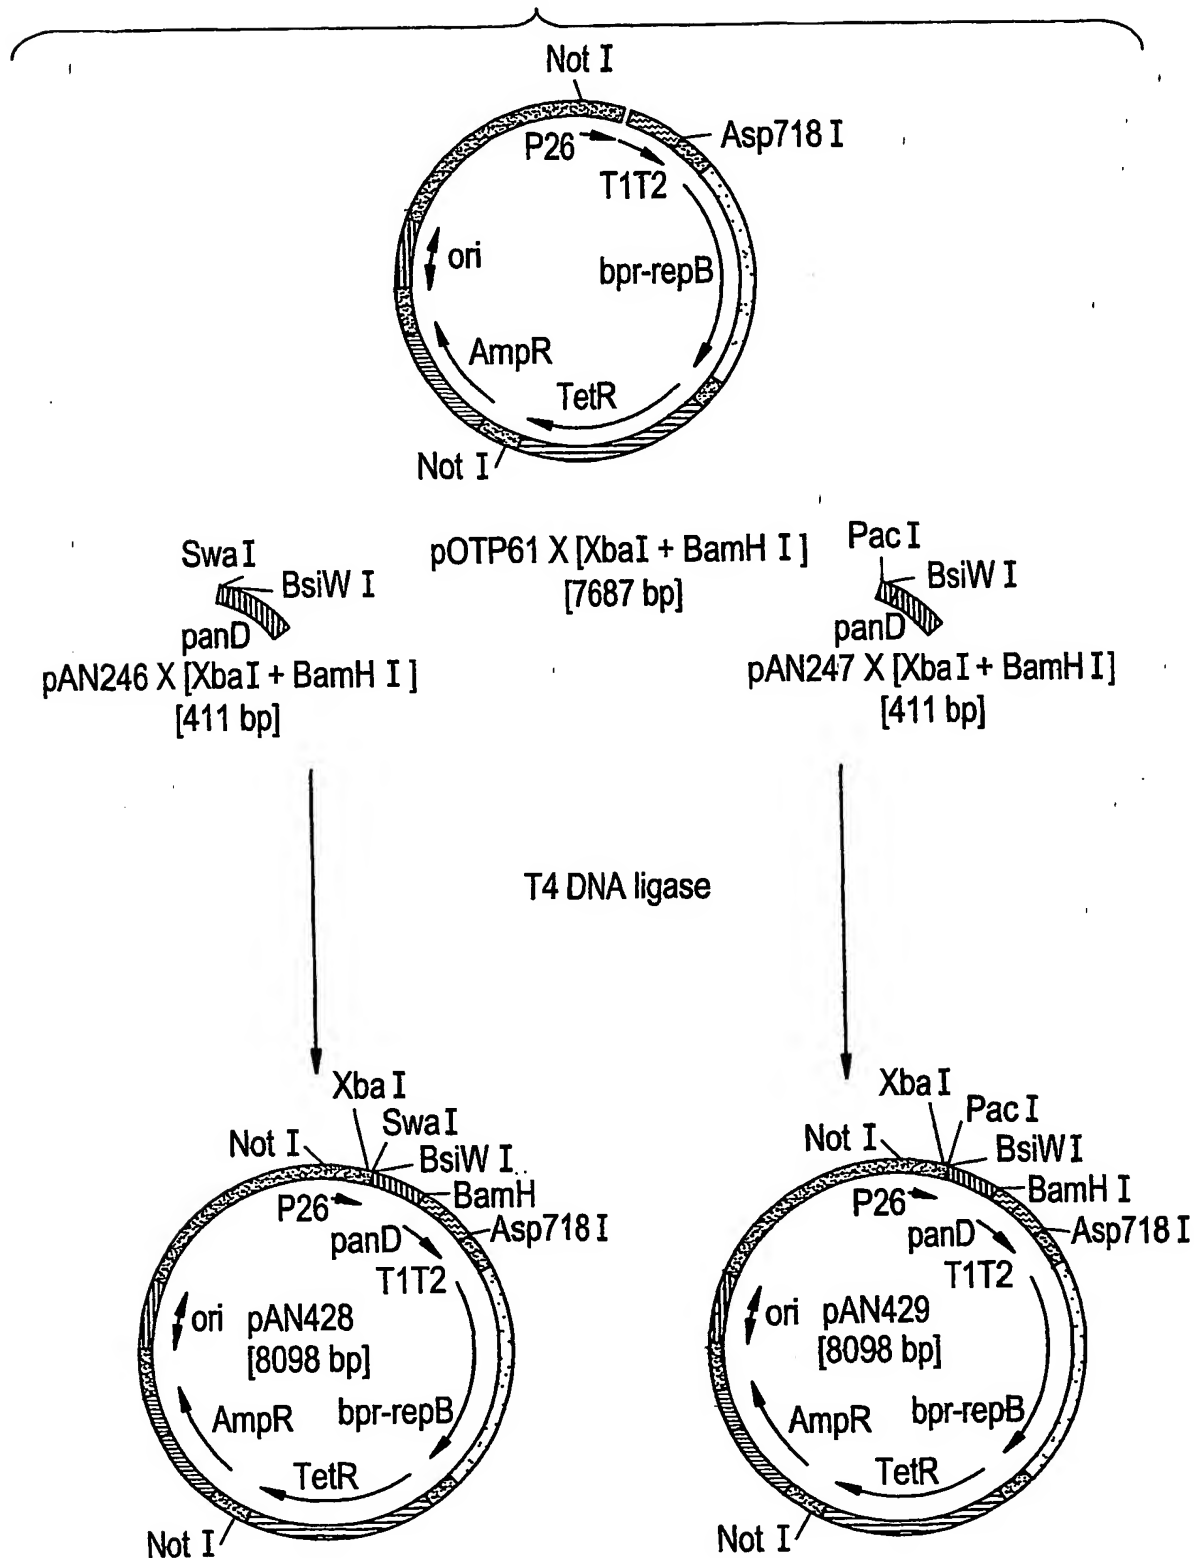 Not I
Asp718 I
P26
T1T2
ori
bpr-repB
AmpR
TetR
Not I
pOTP61 X [XbaI + BamH I]
[7687 bp]
SwaI
BsiW I
panD
pAN246 X [XbaI + BamH I]
[411 bp]
Pac I
BsiW I
panD
pAN247 X [XbaI + BamH I]
[411 bp]
T4 DNA ligase
Xba I
SwaI
Not I
BsiW I
BamH
P26
Asp718 I
panD
T1T2
ori
pAN428
[8098 bp]
AmpR
bpr-repB
TetR
Not I
Xba I
Pac I
Not I
BsiW I
BamH I
P26
Asp718 I
panD
T1T2
ori
pAN429
[8098 bp]
AmpR
bpr-repB
TetR
Not I